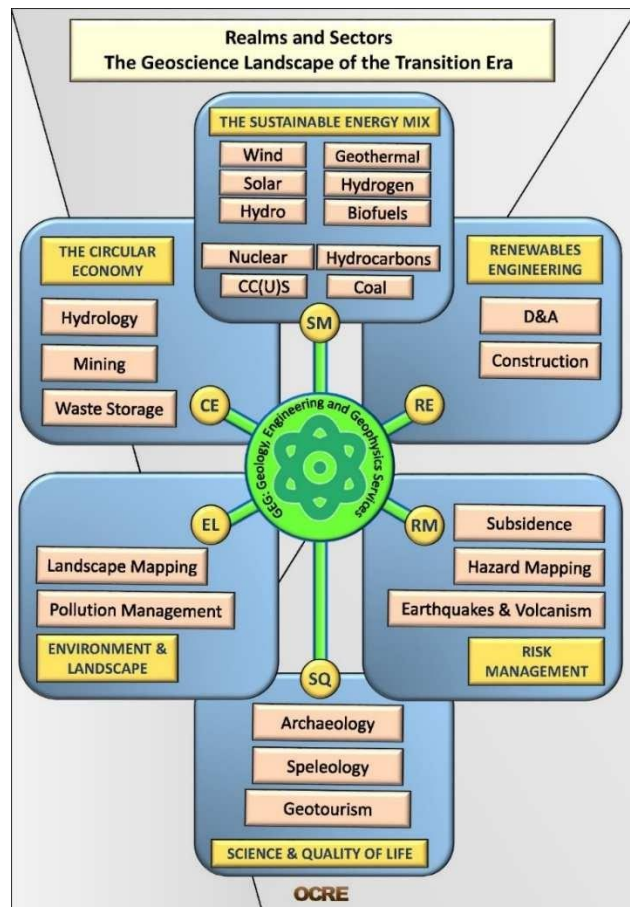 Realms and Sectors
The Geoscience Landscape of the Transition Era
THE SUSTAINABLE ENERGY MIX
Wind
Geothermal
Solar
Hydrogen
Hydro
Biofuels
Nuclear
Hydrocarbons
CC(U)S
Coal
SM
THE CIRCULAR
ECONOMY
Hydrology
Mining
Waste Storage
CE
RENEWABLES
ENGINEERING
D&A
Construction
RE
GEG: Geology, Engineering and Geophysics Services
EL
Landscape Mapping
Pollution Management
ENVIRONMENT &
LANDSCAPE
RM
Subsidence
Hazard Mapping
Earthquakes & Volcanism
RISK
MANAGEMENT
SQ
Archaeology
Speleology
Geotourism
SCIENCE & QUALITY OF LIFE
OCRE